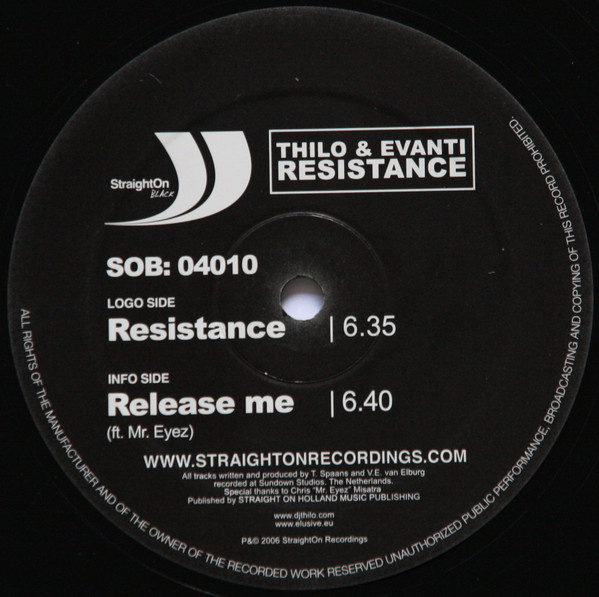 StraightOn
BLACK
THILO & EVANTI
RESISTANCE
SOB: 04010
LOGO SIDE
Resistance | 6.35
INFO SIDE
Release me | 6.40
(ft. Mr. Eyez)
WWW.STRAIGHTONRECORDINGS.COM
All tracks written and produced by T. Spaans and V.E. van Elburg
recorded at Sundown Studios. The Netherlands.
Special thanks to Chris "Mr. Eyez" Misatra
Published by STRAIGHT ON HOLLAND MUSIC PUBLISHING
www.djthilo.com
www.elusive.eu
P&© 2006 StraightOn Recordings
ALL RIGHTS OF THE MANUFACTURER AND OF THE OWNER OF THE RECORDED WORK RESERVED UNAUTHORIZED PUBLIC PERFORMANCE, BROADCASTING AND COPYING OF THIS RECORD PROHIBITED.